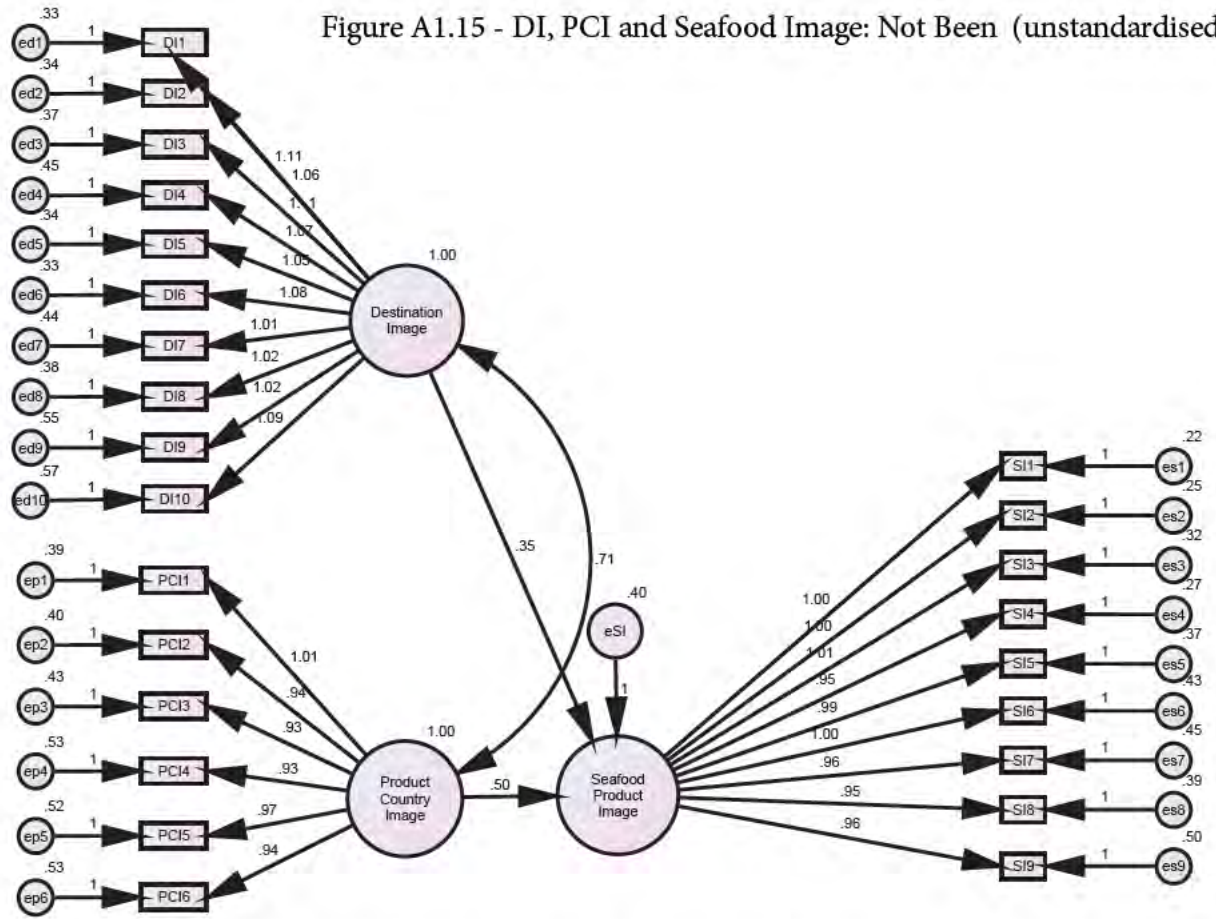 Figure A1.15 - DI, PCI and Seafood Image: Not Been (unstandardised
.33
ed1 1 DI1
.34
ed2 1 DI2
.37
ed3 1 DI3
.45
ed4 1 DI4
.34
ed5 1 DI5
.33
ed6 1 DI6
.44
ed7 1 DI7
.38
ed8 1 DI8
.55
ed9 1 DI9
.57
ed10 1 DI10
1.11
1.06
1.07
1.05
1.08
1.01
1.02
1.02
1.09
1.00
Destination
Image
.35
.71
.39
ep1 1 PCI1
.40
ep2 1 PCI2
.43
ep3 1 PCI3
.53
ep4 1 PCI4
.52
ep5 1 PCI5
.53
ep6 1 PCI6
1.01
.94
.93
.93
.97
.94
1.00
Product
Country
Image
.50
.40
eSI
1
Seafood
Product
Image
1.00
1.00
1.01
.95
.99
1.00
.96
.95
.96
.22
SI1 1 es1
.25
SI2 1 es2
.32
SI3 1 es3
.27
SI4 1 es4
.37
SI5 1 es5
.43
SI6 1 es6
.45
SI7 1 es7
.39
SI8 1 es8
.50
SI9 1 es9